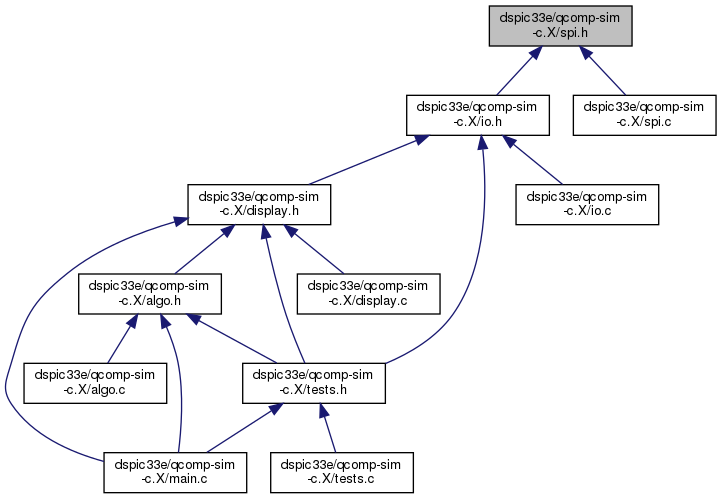 dspic33e/qcomp-sim
-c.X/spi.h
dspic33e/qcomp-sim
-c.X/io.h
dspic33e/qcomp-sim
-c.X/spi.c
dspic33e/qcomp-sim
-c.X/display.h
dspic33e/qcomp-sim
-c.X/io.c
dspic33e/qcomp-sim
-c.X/algo.h
dspic33e/qcomp-sim
-c.X/display.c
dspic33e/qcomp-sim
-c.X/algo.c
dspic33e/qcomp-sim
-c.X/tests.h
dspic33e/qcomp-sim
-c.X/main.c
dspic33e/qcomp-sim
-c.X/tests.c